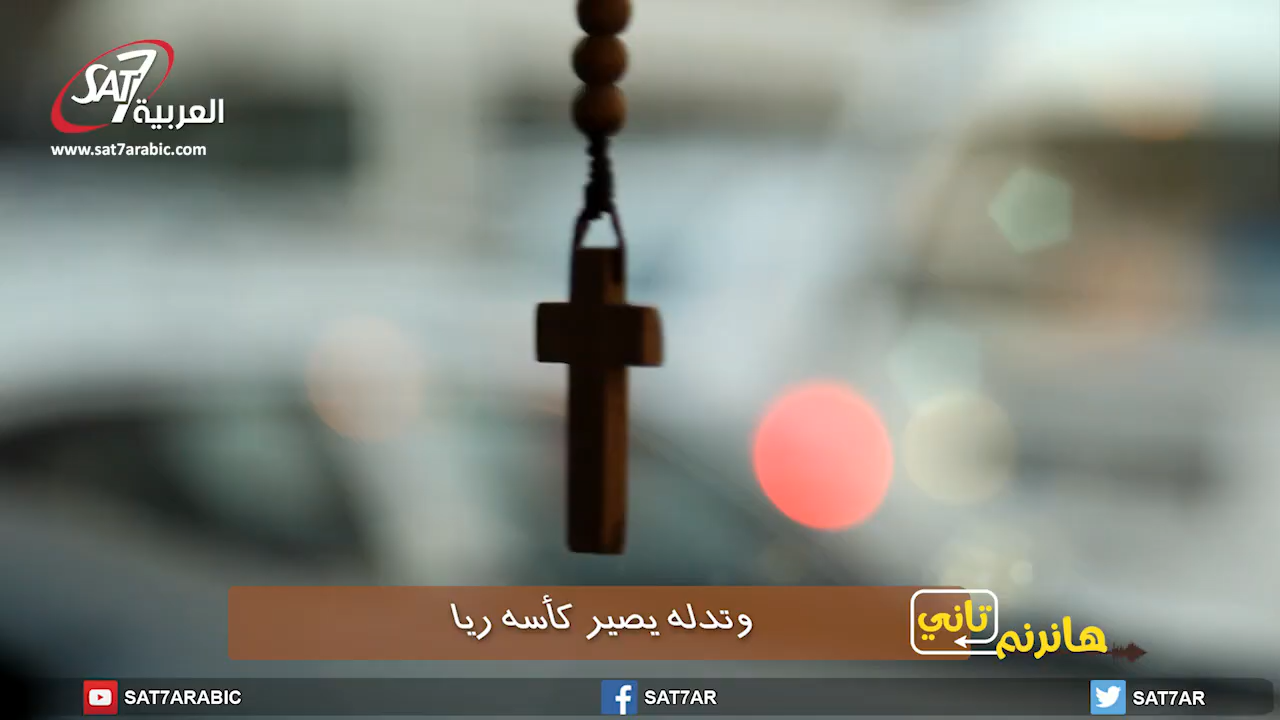 SAT7
العربية
www.sat7arabic.com
وتدله يصير كأسه ريا
هانرنم تاني
SAT7ARABIC
SAT7AR
SAT7AR